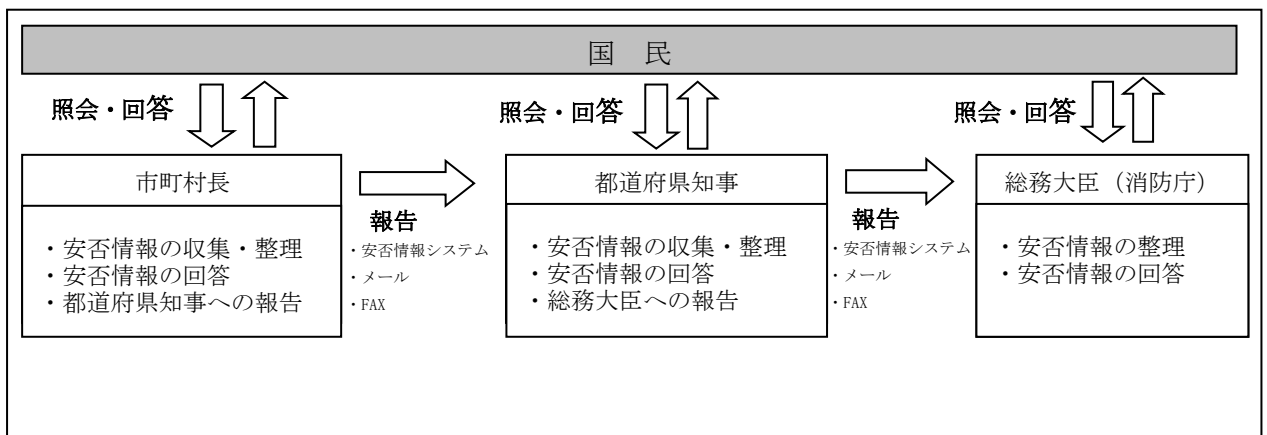 国 民
照会・回答
照会・回答
照会・回答
市町村長
・安否情報の収集・整理
・安否情報の回答
・都道府県知事への報告
報告
・安否情報システム
・メール
・FAX
都道府県知事
・安否情報の収集・整理
・安否情報の回答
・総務大臣への報告
報告
・安否情報システム
・メール
・FAX
総務大臣（消防庁）
・安否情報の整理
・安否情報の回答